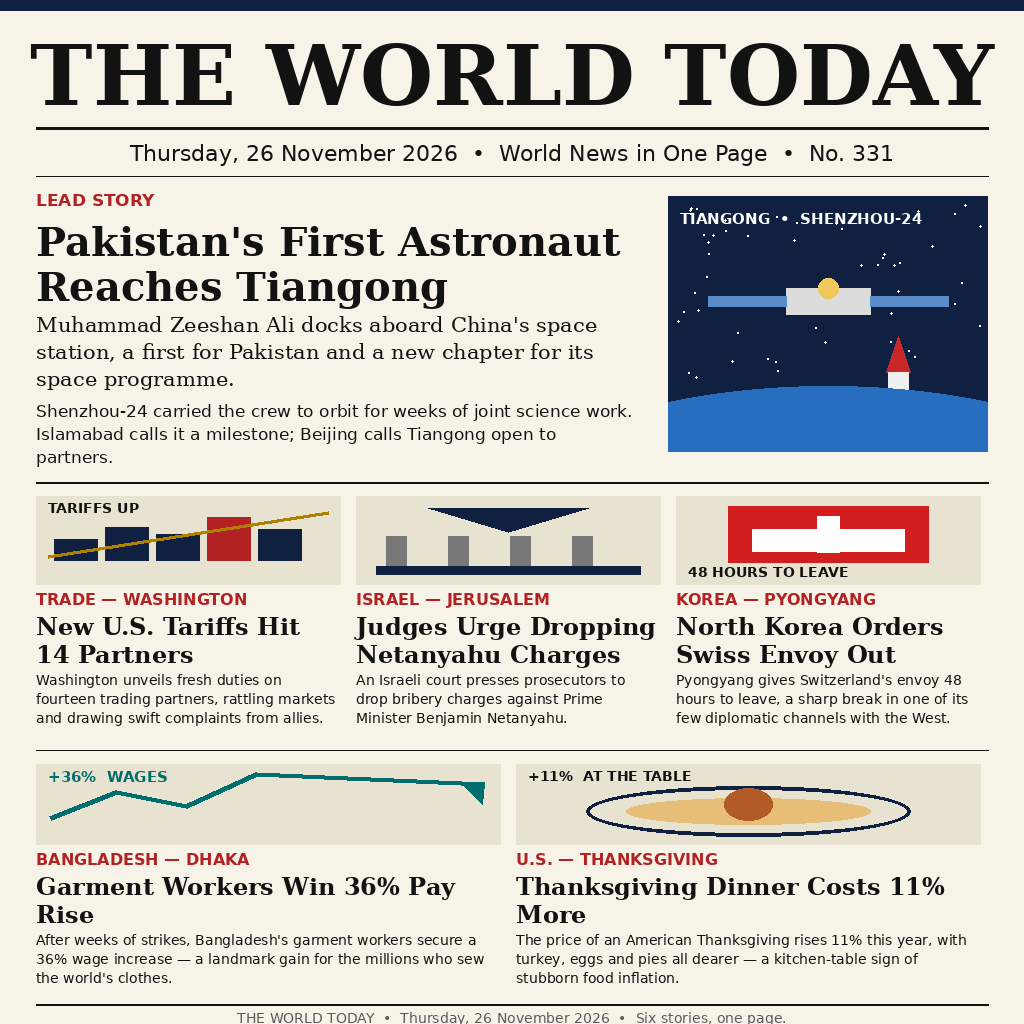 THE WORLD TODAY
Thursday, 26 November 2026 • World News in One Page • No. 331
LEAD STORY
Pakistan's First Astronaut
Reaches Tiangong
Muhammad Zeeshan Ali docks aboard China's space
station, a first for Pakistan and a new chapter for its
space programme.
Shenzhou-24 carried the crew to orbit for weeks of joint science work.
Islamabad calls it a milestone; Beijing calls Tiangong open to
partners.
TIANGONG • SHENZHOU-24
TARIFFS UP
TRADE — WASHINGTON
New U.S. Tariffs Hit
14 Partners
Washington unveils fresh duties on
fourteen trading partners, rattling markets
and drawing swift complaints from allies.
ISRAEL — JERUSALEM
Judges Urge Dropping
Netanyahu Charges
An Israeli court presses prosecutors to
drop bribery charges against Prime
Minister Benjamin Netanyahu.
48 HOURS TO LEAVE
KOREA — PYONGYANG
North Korea Orders
Swiss Envoy Out
Pyongyang gives Switzerland's envoy 48
hours to leave, a sharp break in one of its
few diplomatic channels with the West.
+36% WAGES
BANGLADESH — DHAKA
Garment Workers Win 36% Pay
Rise
After weeks of strikes, Bangladesh's garment workers secure a
36% wage increase — a landmark gain for the millions who sew
the world's clothes.
+11% AT THE TABLE
U.S. — THANKSGIVING
Thanksgiving Dinner Costs 11%
More
The price of an American Thanksgiving rises 11% this year, with
turkey, eggs and pies all dearer — a kitchen-table sign of
stubborn food inflation.
THE WORLD TODAY • Thursday, 26 November 2026 • Six stories, one page.